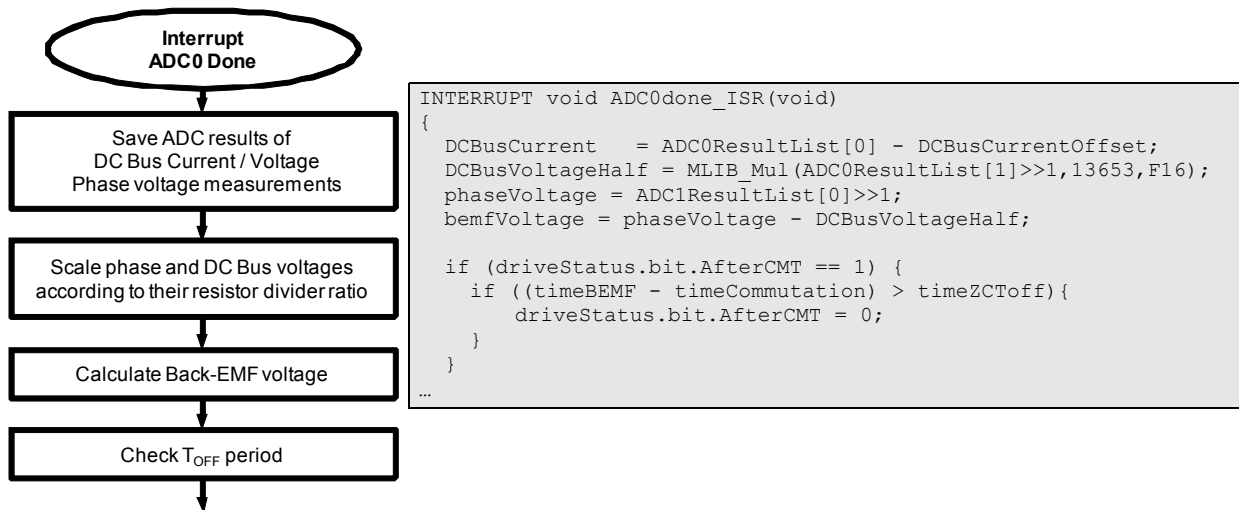 Interrupt
ADC0 Done
Save ADC results of
DC Bus Current / Voltage
Phase voltage measurements
Scale phase and DC Bus voltages
according to their resistor divider ratio
Calculate Back-EMF voltage
Check TOFF period
INTERRUPT void ADC0done_ISR(void)
{
  DCBusCurrent   = ADC0ResultList[0] - DCBusCurrentOffset;
  DCBusVoltageHalf = MLIB_Mul(ADC0ResultList[1]>>1,13653,F16);
  phaseVoltage = ADC1ResultList[0]>>1;
  bemfVoltage = phaseVoltage - DCBusVoltageHalf;
  if (driveStatus.bit.AfterCMT == 1) {
    if ((timeBEMF - timeCommutation) > timeZCToff){
        driveStatus.bit.AfterCMT = 0;
    }
  }
…